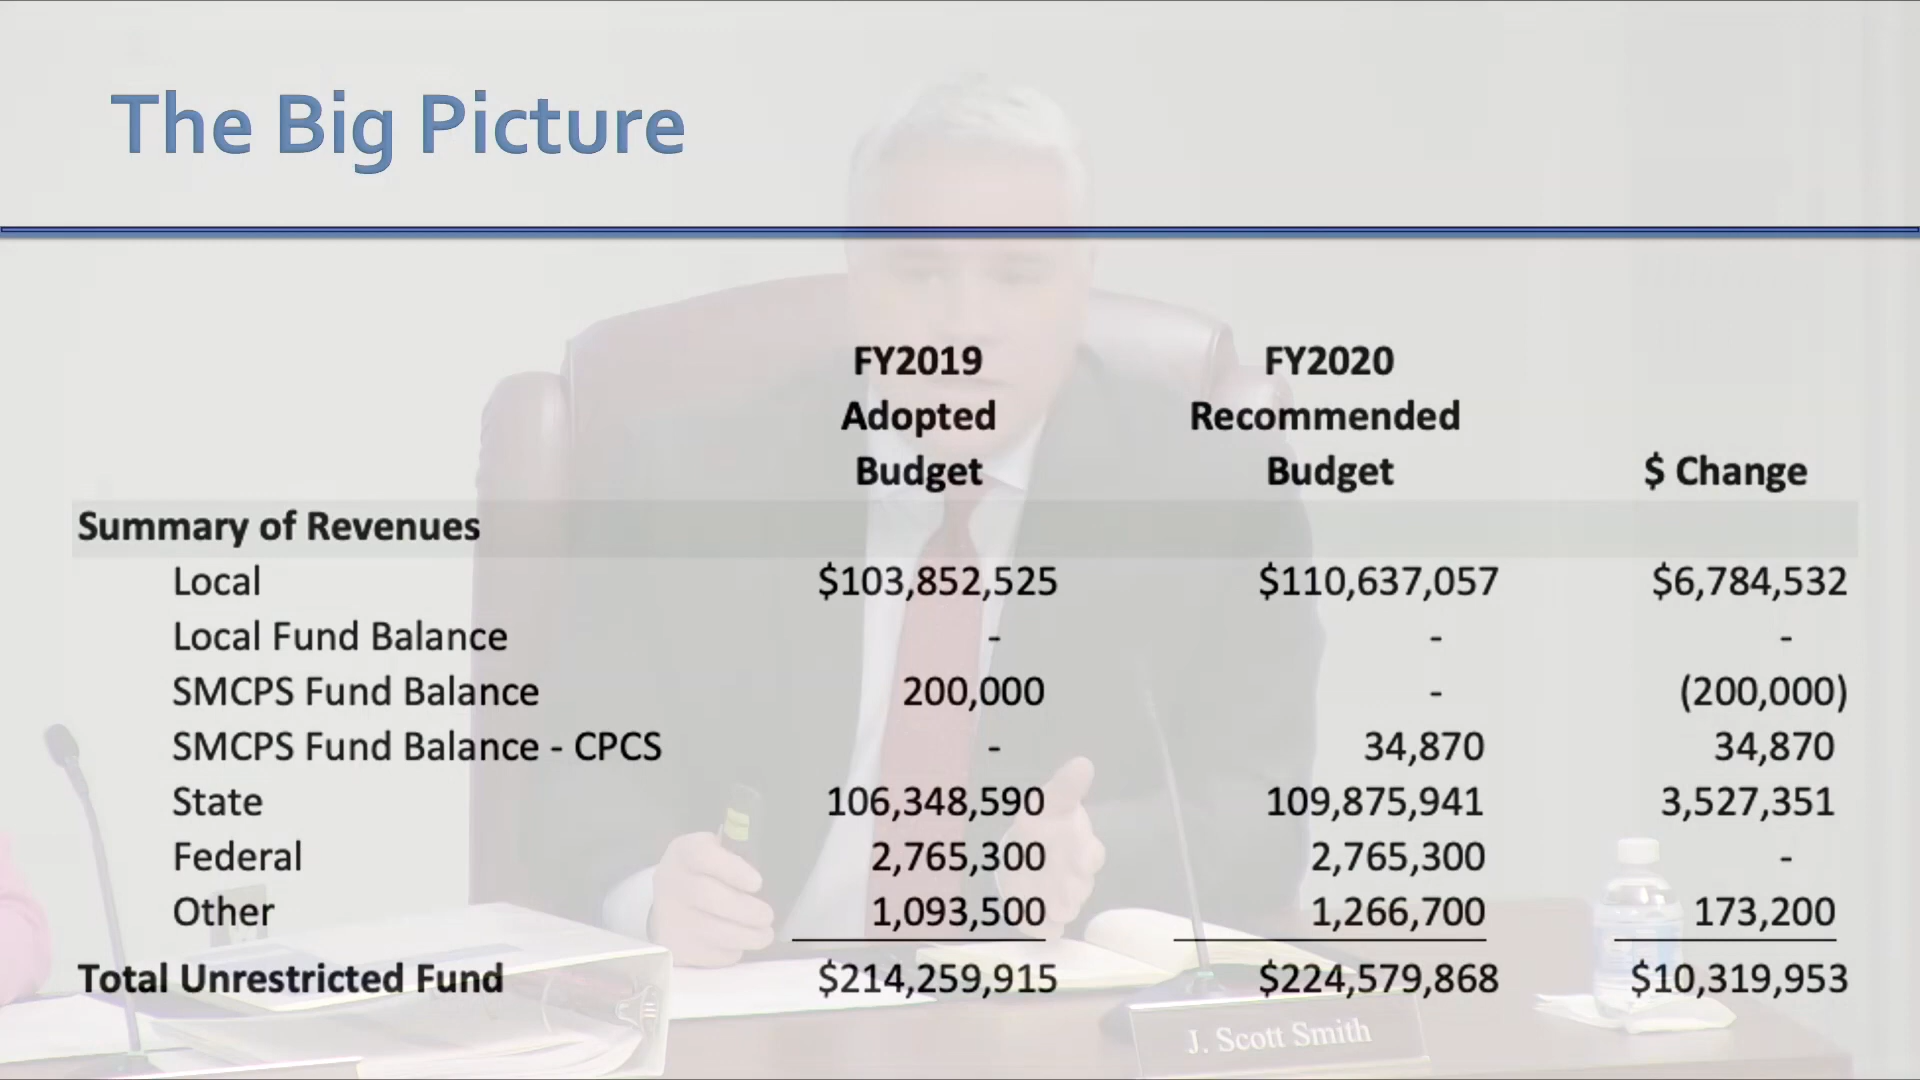 The Big Picture
FY2019 FY2020
Adopted Recommended
Budget Budget $ Change
Summary of Revenues
Local $103,852,525 $110,637,057 $6,784,532
Local Fund Balance - - -
SMCPS Fund Balance 200,000 - (200,000)
SMCPS Fund Balance - CPCS - 34,870 34,870
State 106,348,590 109,875,941 3,527,351
Federal 2,765,300 2,765,300 -
Other 1,093,500 1,266,700 173,200
Total Unrestricted Fund $214,259,915 $224,579,868 $10,319,953
J. Scott Smith